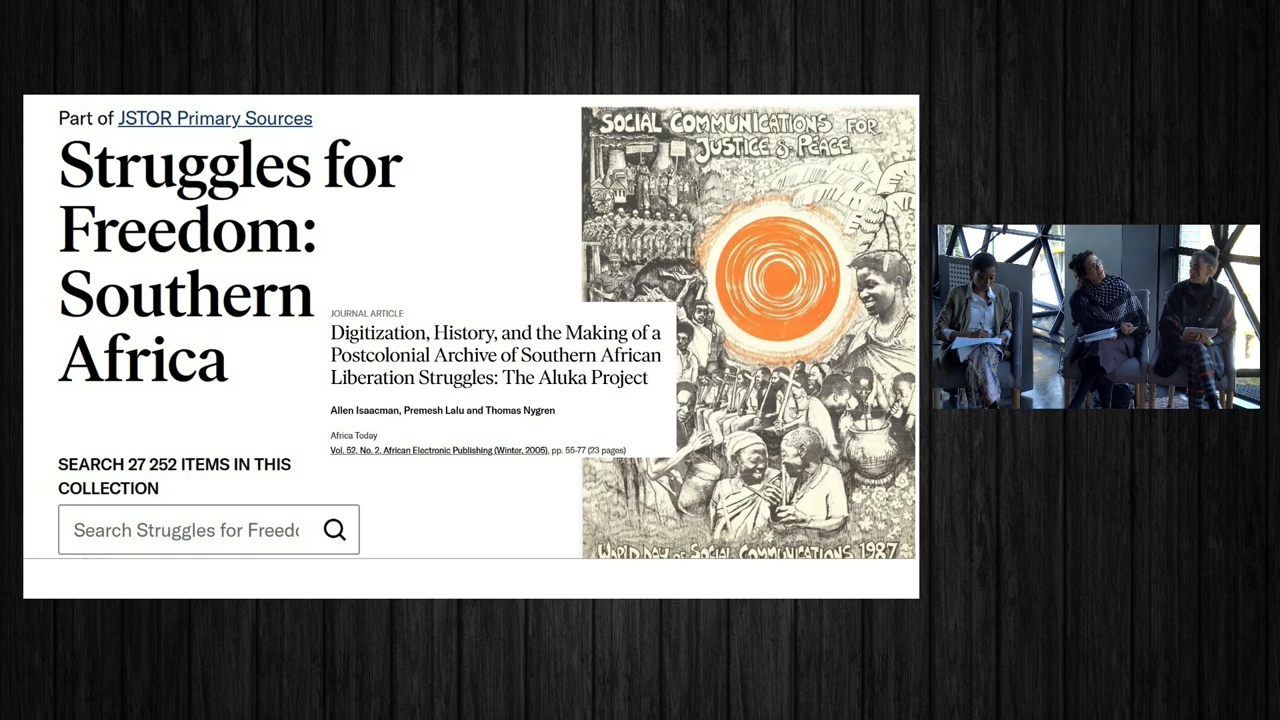 Part of JSTOR Primary Sources
Struggles for
Freedom:
Southern
Africa
SEARCH 27 252 ITEMS IN THIS
COLLECTION
Search Struggles for Freed
JOURNAL ARTICLE
Digitization, History, and the Making of a
Postcolonial Archive of Southern African
Liberation Struggles: The Aluka Project
Allen Isaacman, Premesh Lalu and Thomas Nygren
Africa Today
Vol. 52, No. 2, African Electronic Publishing (Winter, 2005), pp. 55-77 (23 pages)
SOCIAL COMMUNICATIONS FOR
JUSTICE & PEACE
WORLD DAY OF SOCIAL COMMUNICATIONS 1987